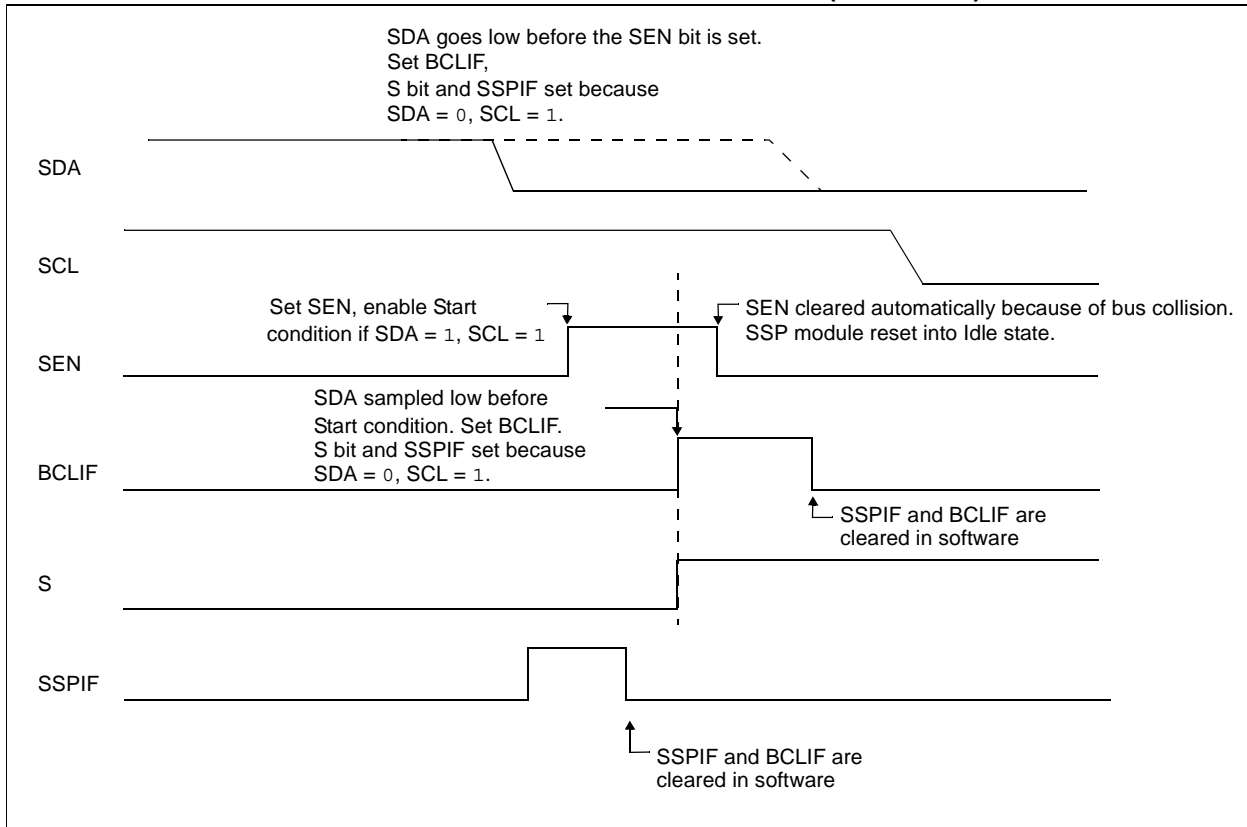 SDA goes low before the SEN bit is set.
Set BCLIF,
S bit and SSPIF set because
SDA = 0, SCL = 1.
SDA
SCL
Set SEN, enable Start
condition if SDA = 1, SCL = 1
SEN cleared automatically because of bus collision.
SSP module reset into Idle state.
SEN
SDA sampled low before
Start condition. Set BCLIF.
S bit and SSPIF set because
SDA = 0, SCL = 1.
BCLIF
SSPIF and BCLIF are
cleared in software
S
SSPIF
SSPIF and BCLIF are
cleared in software